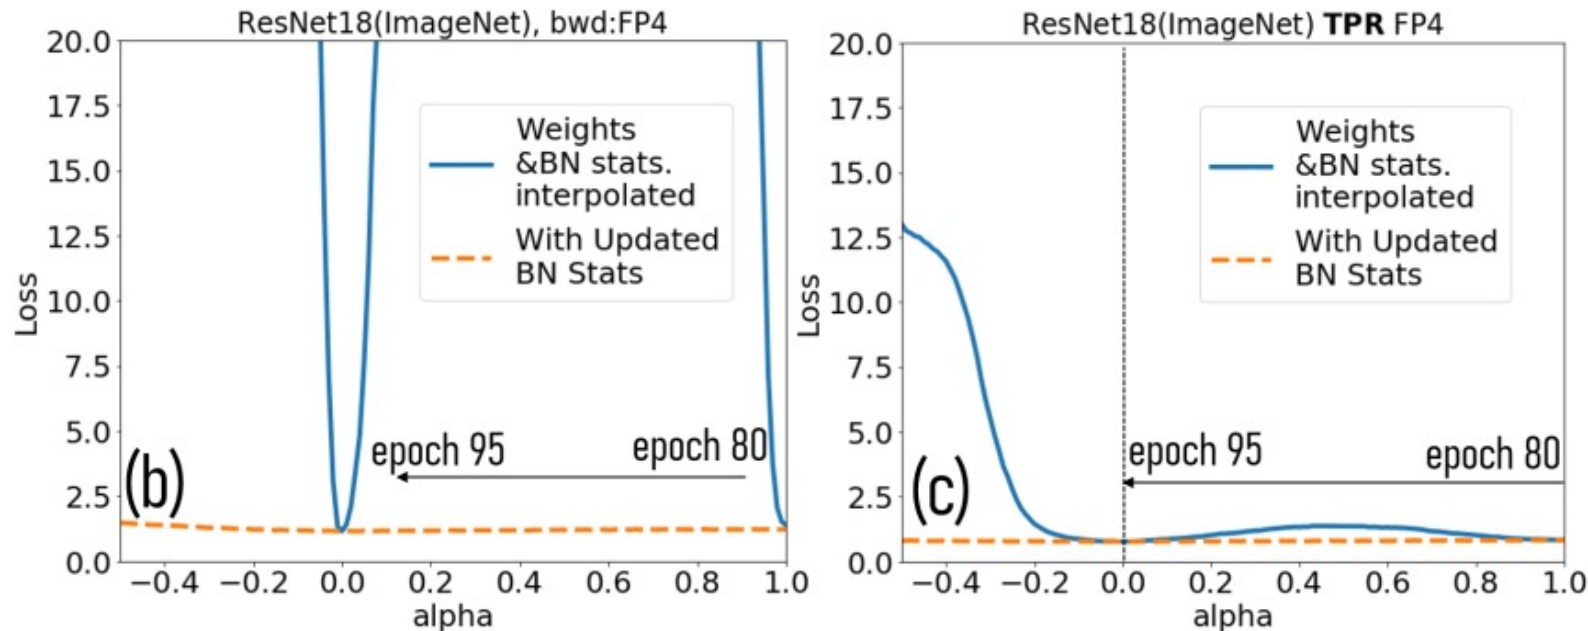 ResNet18(ImageNet), bwd:FP4
20.0
17.5
15.0
12.5
10.0
7.5
5.0
2.5
0.0
Loss
Weights
&BN stats.
interpolated
With Updated
BN Stats
epoch 95
epoch 80
(b)
−0.4
−0.2
0.0
0.2
0.4
0.6
0.8
1.0
alpha
ResNet18(ImageNet) TPR FP4
20.0
17.5
15.0
12.5
10.0
7.5
5.0
2.5
0.0
Loss
Weights
&BN stats.
interpolated
With Updated
BN Stats
epoch 95
epoch 80
(c)
−0.4
−0.2
0.0
0.2
0.4
0.6
0.8
1.0
alpha